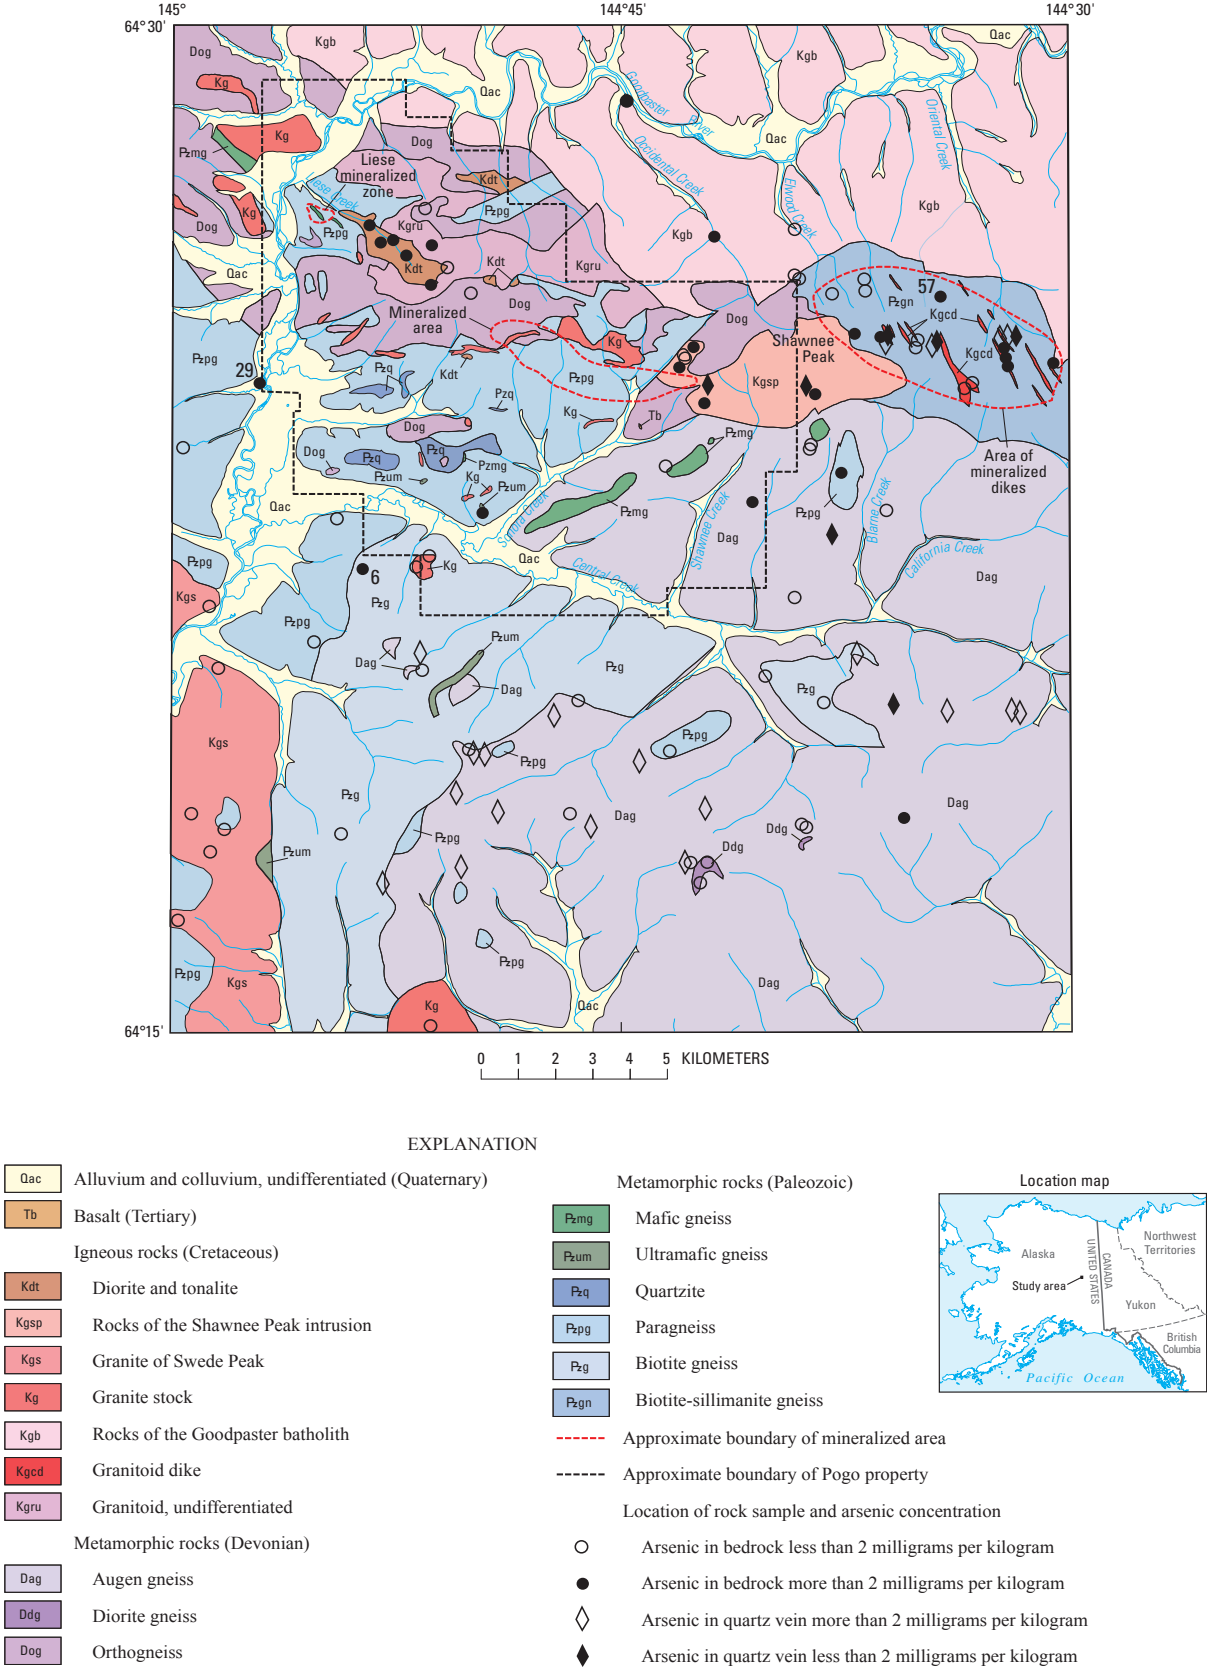 145°
144°45'
144°30'
64°30'
Dog
Kgb
Qac
Kg
Kgb
Qac
Goodpaster River
Oriental Creek
Kg
Dog
Qac
Pzmg
Occidental Creek
Liese mineralized zone
Kdt
Elwood Creek
Liese Creek
Kg
Pzpg
Kgb
Dog
Pzpg
Kgru
Kgb
Qac
Kdt
Kdt
Kgru
57
Pzgn
Dog
Kgcd
Mineralized area
Dog
Shawnee Peak
Kg
Kgcd
Pzpg
29
Pzq
Kdt
Pzpg
Kgsp
Pzq
Kg
Tb
Dog
Pzmg
Dog
Pzq
Pzq
Pzmg
Area of mineralized dikes
Pzum
Kg
Pzum
Qac
Sonora Creek
Pzmg
Shawnee Creek
Pzpg
Blame Creek
Dag
California Creek
Qac
Central Creek
Dag
Pzpg
Kg
6
Kgs
Pzg
Pzpg
Pzum
Dag
Pzg
Dag
Pzg
Kgs
Pzpg
Pzpg
Pzg
Dag
Dag
Pzpg
Ddg
Ddg
Pzum
Pzpg
Pzpg
Kgs
Dag
Kg
Qac
64°15'
0 1 2 3 4 5 KILOMETERS
EXPLANATION
Qac Alluvium and colluvium, undifferentiated (Quaternary)
Tb Basalt (Tertiary)
Igneous rocks (Cretaceous)
Kdt Diorite and tonalite
Kgsp Rocks of the Shawnee Peak intrusion
Kgs Granite of Swede Peak
Kg Granite stock
Kgb Rocks of the Goodpaster batholith
Kgcd Granitoid dike
Kgru Granitoid, undifferentiated
Metamorphic rocks (Devonian)
Dag Augen gneiss
Ddg Diorite gneiss
Dog Orthogneiss
Metamorphic rocks (Paleozoic)
Pzmg Mafic gneiss
Pzum Ultramafic gneiss
Pzq Quartzite
Pzpg Paragneiss
Pzg Biotite gneiss
Pzgn Biotite-sillimanite gneiss
Approximate boundary of mineralized area
Approximate boundary of Pogo property
Location of rock sample and arsenic concentration
Arsenic in bedrock less than 2 milligrams per kilogram
Arsenic in bedrock more than 2 milligrams per kilogram
Arsenic in quartz vein more than 2 milligrams per kilogram
Arsenic in quartz vein less than 2 milligrams per kilogram
Location map
Alaska
UNITED STATES
CANADA
Northwest
Territories
Study area
Yukon
British
Columbia
Pacific Ocean